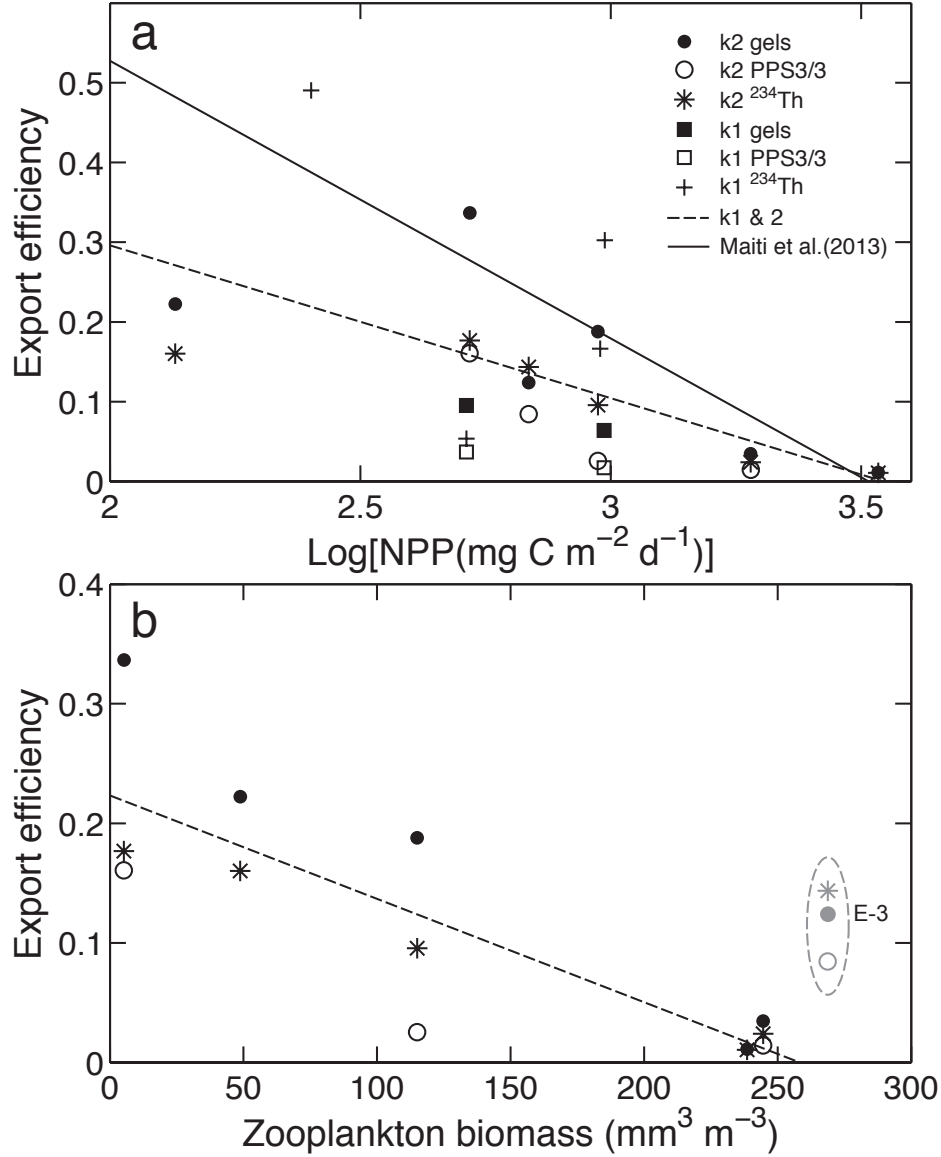 a
Export efficiency
0.5
0.4
0.3
0.2
0.1
0
2
2.5
3
3.5
Log[NPP(mg C m⁻² d⁻¹)]
k2 gels
k2 PPS3/3
k2 ²³⁴Th
k1 gels
k1 PPS3/3
k1 ²³⁴Th
k1 & 2
Maiti et al.(2013)
b
Export efficiency
0.4
0.3
0.2
0.1
0
E-3
0 50 100 150 200 250 300
Zooplankton biomass (mm³ m⁻³)